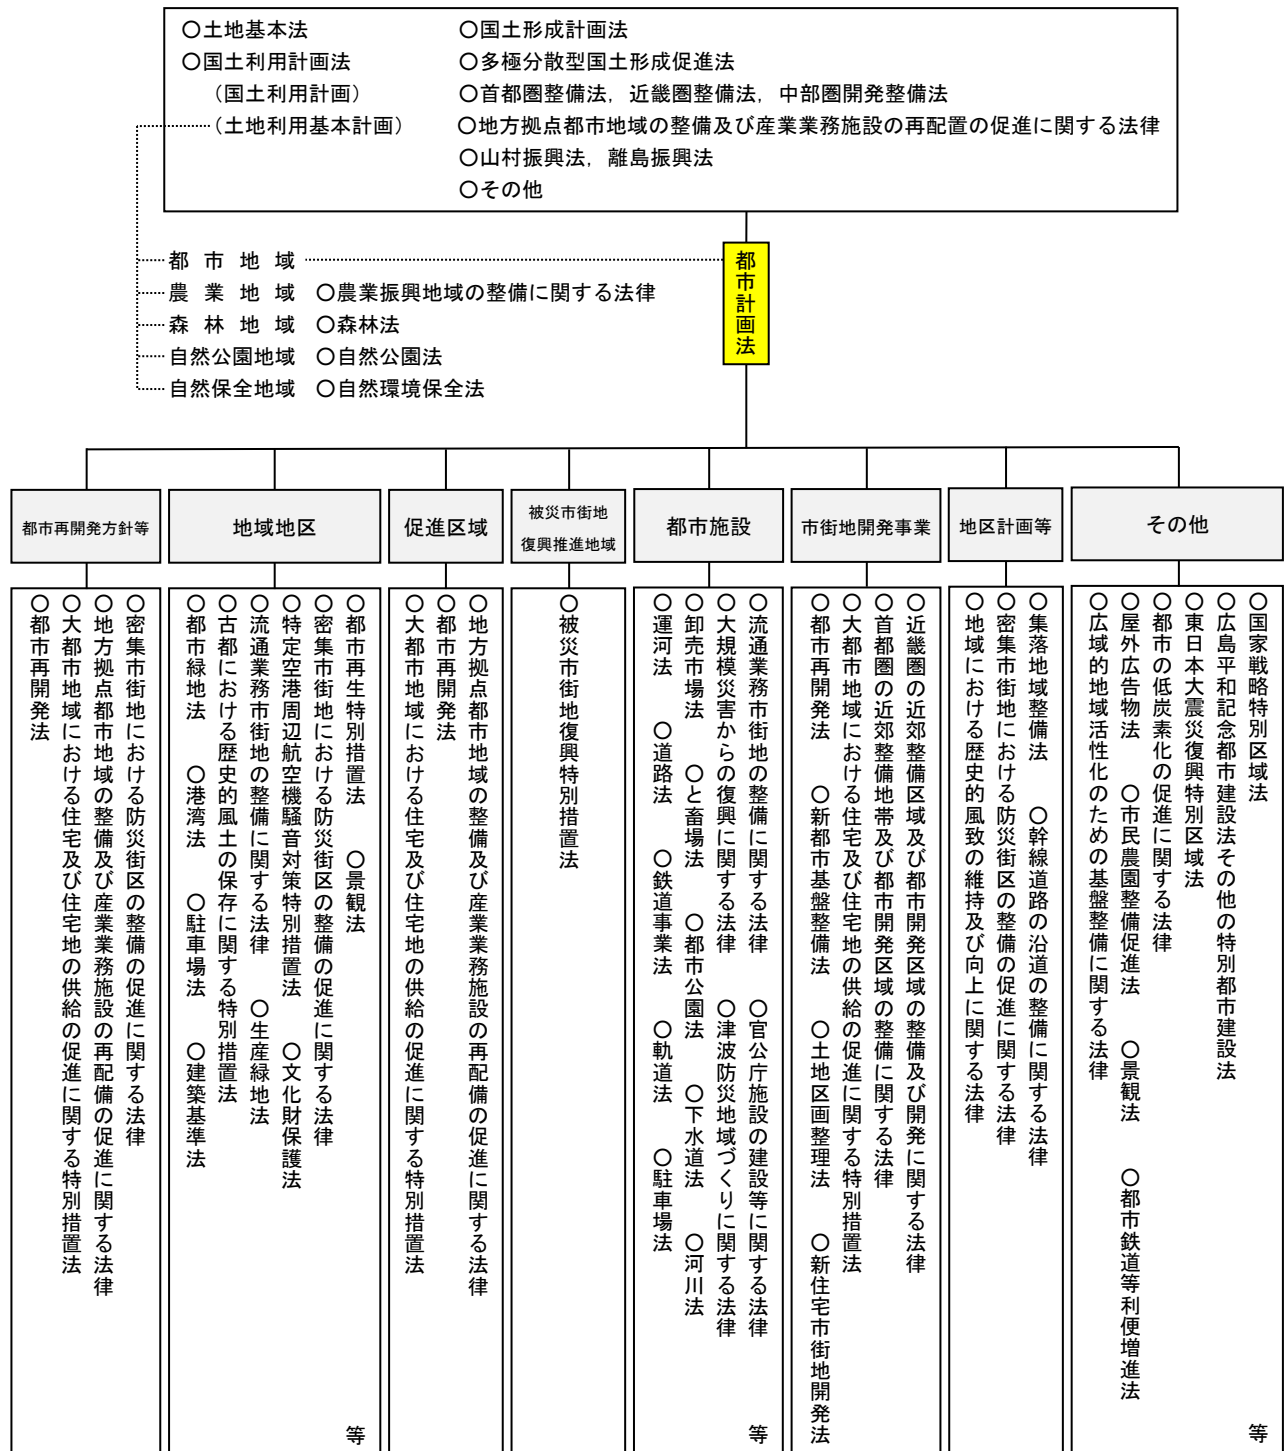 ○土地基本法
○国土利用計画法
（国土利用計画）
（土地利用基本計画）
○国土形成計画法
○多極分散型国土形成促進法
○首都圏整備法，近畿圏整備法，中部圏開発整備法
○地方拠点都市地域の整備及び産業業務施設の再配置の促進に関する法律
○山村振興法，離島振興法
○その他
都市計画法
都市地域
農業地域 ○農業振興地域の整備に関する法律
森林地域 ○森林法
自然公園地域 ○自然公園法
自然保全地域 ○自然環境保全法
都市再開発方針等
○密集市街地における防災街区の整備の促進に関する法律
○地方拠点都市地域の整備及び産業業務施設の再配備の促進に関する法律
○大都市地域における住宅及び住宅地の供給の促進に関する特別措置法
○都市再開発法
地域地区
○都市再生特別措置法 ○景観法
○密集市街地における防災街区の整備の促進に関する法律
○特定空港周辺航空機騒音対策特別措置法 ○文化財保護法
○流通業務市街地の整備に関する法律 ○生産緑地法
○古都における歴史的風土の保存に関する特別措置法
○都市緑地法 ○港湾法 ○駐車場法 ○建築基準法
等
促進区域
○地方拠点都市地域の整備及び産業業務施設の再配備の促進に関する法律
○都市再開発法
○大都市地域における住宅及び住宅地の供給の促進に関する特別措置法
被災市街地
復興推進地域
○被災市街地復興特別措置法
都市施設
○流通業務市街地の整備に関する法律 ○官公庁施設の建設等に関する法律
○大規模災害からの復興に関する法律 ○津波防災地域づくりに関する法律
○卸売市場法 ○と畜場法 ○都市公園法 ○下水道法 ○河川法
○運河法 ○道路法 ○鉄道事業法 ○軌道法 ○駐車場法
等
市街地開発事業
○近畿圏の近郊整備区域及び都市開発区域の整備及び開発に関する法律
○首都圏の近郊整備地帯及び都市開発区域の整備に関する法律
○大都市地域における住宅及び住宅地の供給の促進に関する特別措置法
○都市再開発法 ○新都市基盤整備法 ○土地区画整理法 ○新住宅市街地開発法
地区計画等
○集落地域整備法 ○幹線道路の沿道の整備に関する法律
○密集市街地における防災街区の整備の促進に関する法律
○地域における歴史的風致の維持及び向上に関する法律
その他
○国家戦略特別区域法
○広島平和記念都市建設法その他の特別都市建設法
○東日本大震災復興特別区域法
○都市の低炭素化の促進に関する法律
○屋外広告物法 ○市民農園整備促進法 ○景観法 ○都市鉄道等利便増進法
○広域的地域活性化のための基盤整備に関する法律
等